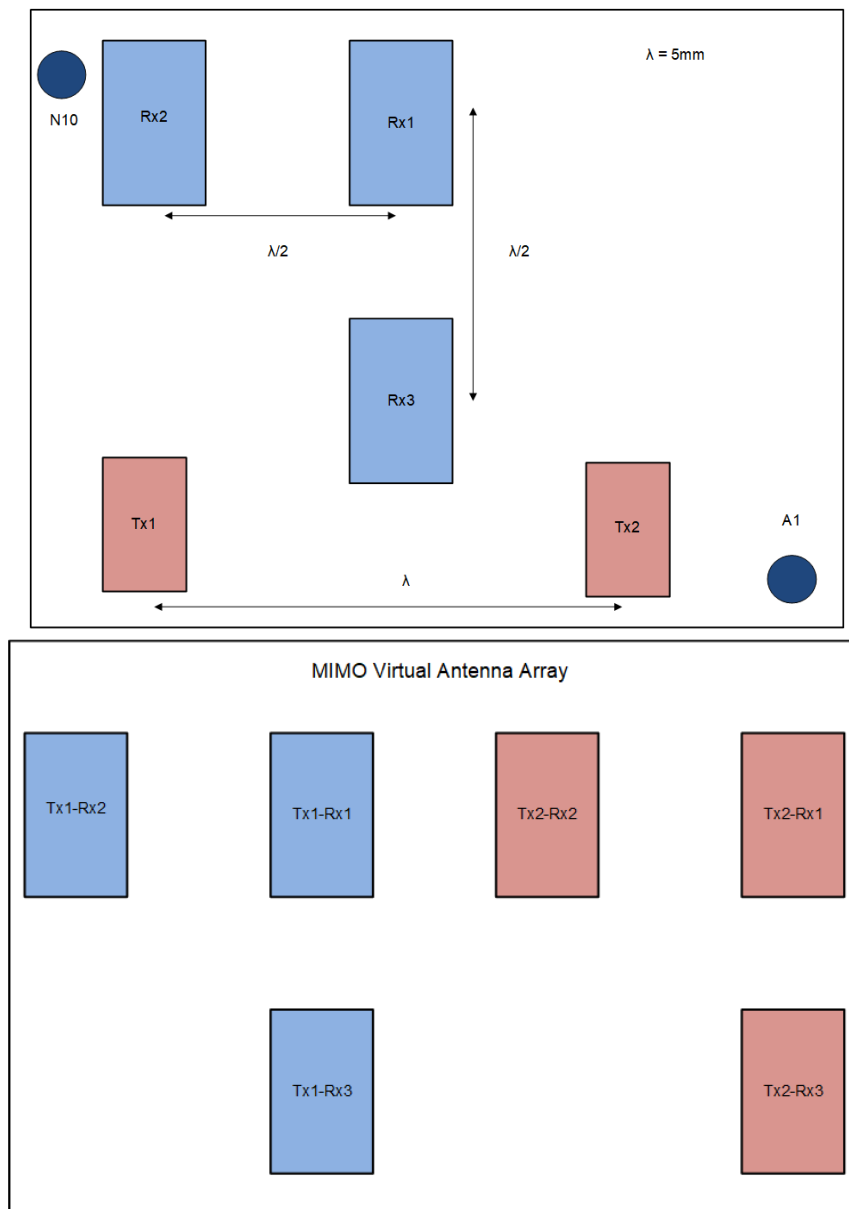 λ = 5mm
N10
Rx2
Rx1
λ/2
λ/2
Rx3
Tx1
Tx2
A1
λ
MIMO Virtual Antenna Array
Tx1-Rx2
Tx1-Rx1
Tx2-Rx2
Tx2-Rx1
Tx1-Rx3
Tx2-Rx3